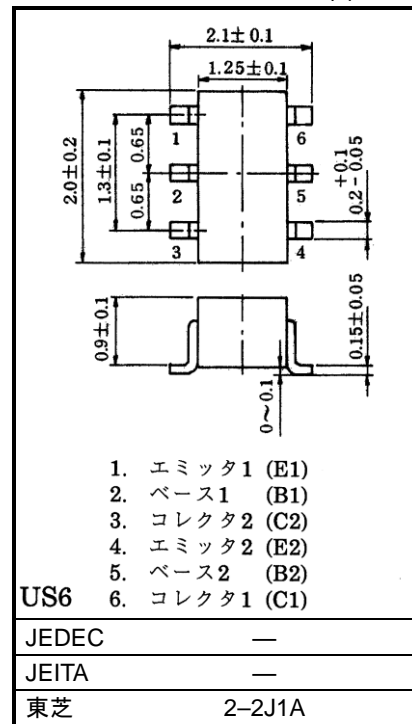 2.1±0.1
1.25±0.1
1
6
2
5
3
4
2.0±0.2
1.3±0.1
0.65
0.65
+0.1
0.2-0.05
0.9±0.1
0.15±0.05
0～0.1
1. エミッタ1 (E1)
2. ベース1 (B1)
3. コレクタ2 (C2)
4. エミッタ2 (E2)
5. ベース2 (B2)
US6 6. コレクタ1 (C1)
JEDEC —
JEITA —
東芝 2–2J1A